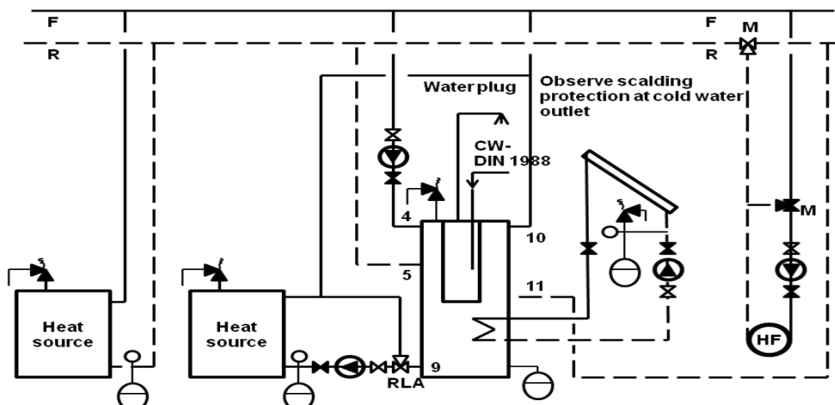 F
F
R
R
M
Water plug
Observe scalding
protection at cold water
outlet
CW-
DIN 1988
4
10
M
5
11
Heat
source
Heat
source
9
RLA
HF